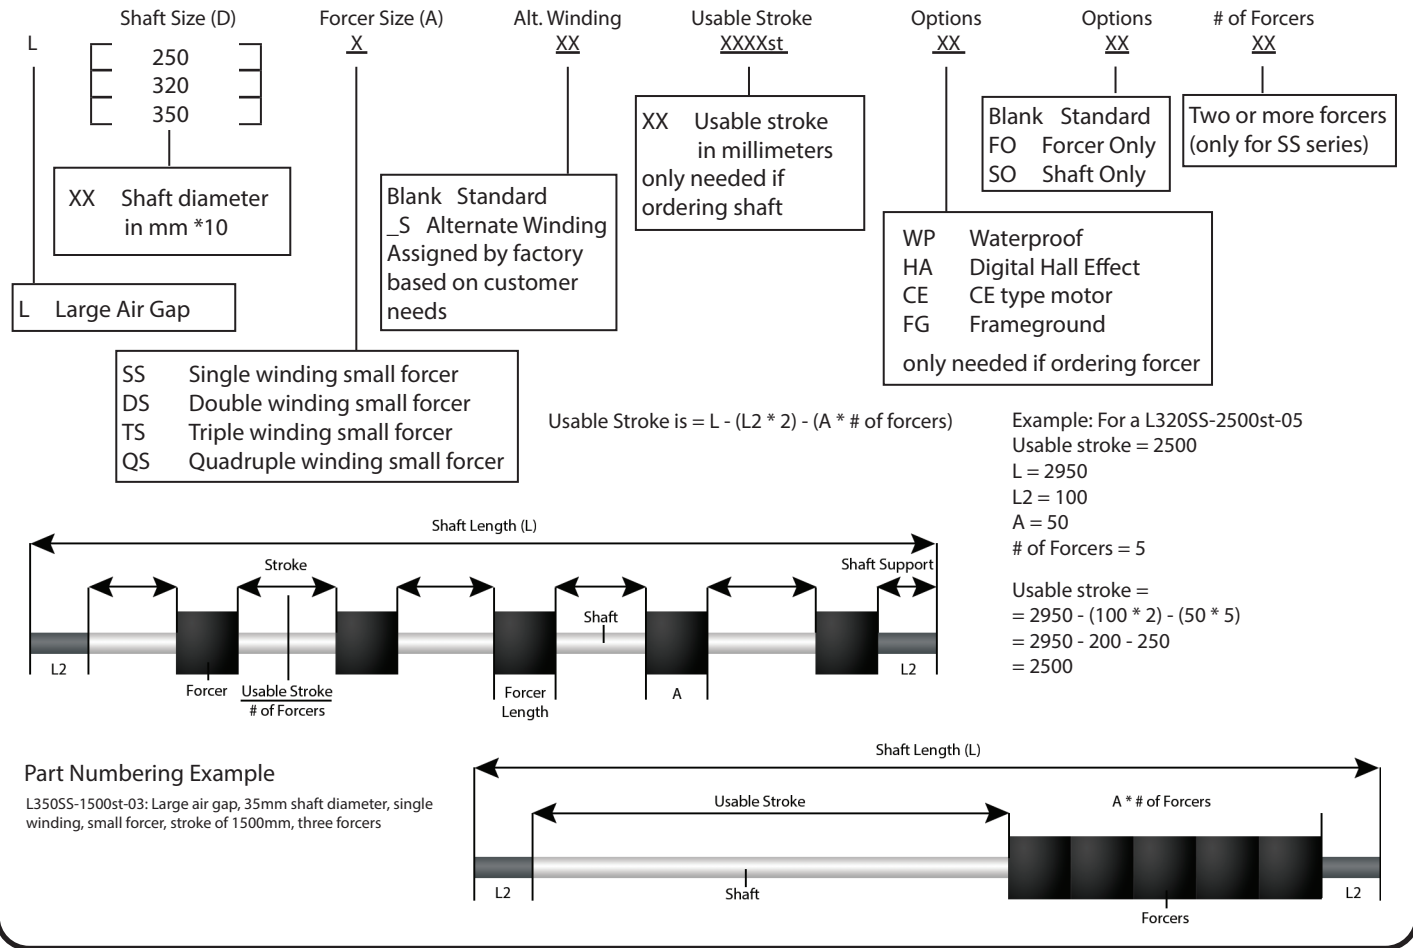 Shaft Size (D)
Forcer Size (A)
Alt. Winding
Usable Stroke
Options
Options
# of Forcers
L
X
XX
XXXXst
XX
XX
XX
250
320
350
XX Shaft diameter
in mm *10
L Large Air Gap
Blank Standard
_S Alternate Winding
Assigned by factory
based on customer
needs
XX Usable stroke
in millimeters
only needed if
ordering shaft
Blank Standard
FO Forcer Only
SO Shaft Only
Two or more forcers
(only for SS series)
WP Waterproof
HA Digital Hall Effect
CE CE type motor
FG Frameground
only needed if ordering forcer
SS Single winding small forcer
DS Double winding small forcer
TS Triple winding small forcer
QS Quadruple winding small forcer
Usable Stroke is = L - (L2 * 2) - (A * # of forcers)
Example: For a L320SS-2500st-05
Usable stroke = 2500
L = 2950
L2 = 100
A = 50
# of Forcers = 5
Usable stroke =
= 2950 - (100 * 2) - (50 * 5)
= 2950 - 200 - 250
= 2500
Shaft Length (L)
Stroke
Shaft Support
Shaft
L2
Forcer
Usable Stroke
# of Forcers
Forcer
Length
A
L2
Part Numbering Example
L350SS-1500st-03: Large air gap, 35mm shaft diameter, single
winding, small forcer, stroke of 1500mm, three forcers
Shaft Length (L)
Usable Stroke
A * # of Forcers
L2
Shaft
Forcers
L2